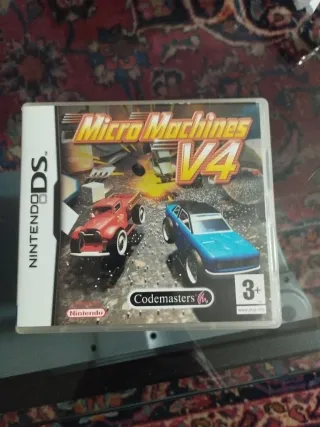 NINTENDO DS
Micro Machines
V4
Nintendo
Codemasters
3+